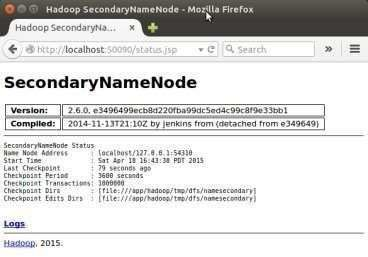 Hadoop SecondaryNameNode - Mozilla Firefox
Hadoop SecondaryNa...
http://localhost:50090/status.jsp
Search
SecondaryNameNode
Version: 2.6.0, e3496499ecb8d220fba99dc5ed4c99c8f9e33bb1
Compiled: 2014-11-13T21:10Z by jenkins from (detached from e349649)
SecondaryNameNode Status
Name Node Address : localhost/127.0.0.1:54310
Start Time : Sat Apr 18 16:43:38 PDT 2015
Last Checkpoint : 79 seconds ago
Checkpoint Period : 3600 seconds
Checkpoint Transactions: 1000000
Checkpoint Dirs : [file:///app/hadoop/tmp/dfs/namesecondary]
Checkpoint Edits Dirs : [file:///app/hadoop/tmp/dfs/namesecondary]
Logs
Hadoop, 2015.